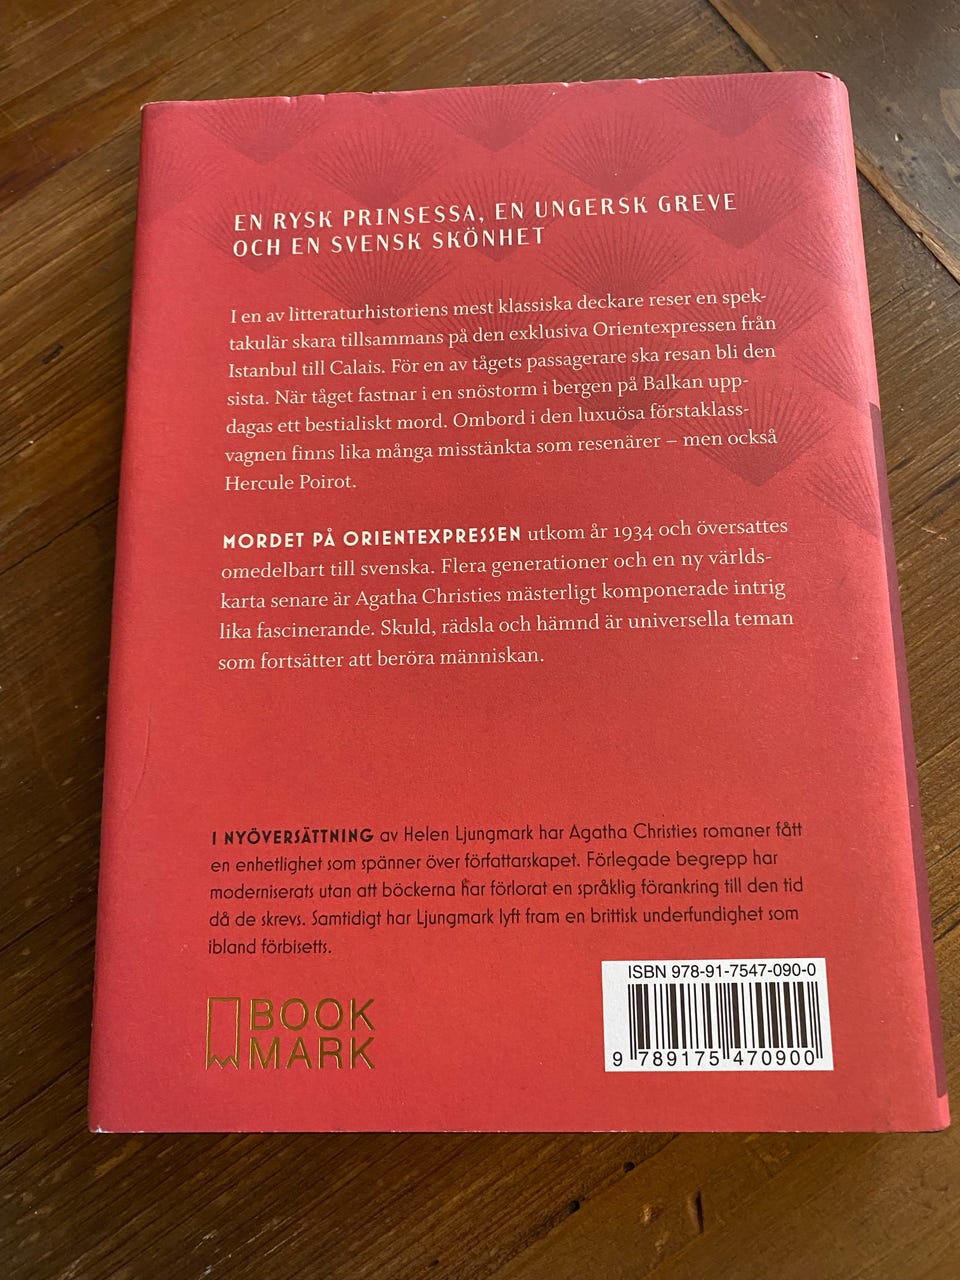 EN RYSK PRINSESSA, EN UNGERSK GREVE
OCH EN SVENSK SKÖNHET
I en av litteraturhistoriens mest klassiska deckare reser en spek-
takulär skara tillsammans på den exklusiva Orientexpressen från
Istanbul till Calais. För en av tågets passagerare ska resan bli den
sista. När tåget fastnar i en snöstorm i bergen på Balkan upp-
dagas ett bestialiskt mord. Ombord i den luxuösa förstaklass-
vagnen finns lika många misstänkta som resenärer – men också
Hercule Poirot.
MORDET PÅ ORIENTEXPRESSEN utkom år 1934 och översattes
omedelbart till svenska. Flera generationer och en ny världs-
karta senare är Agatha Christies mästerligt komponerade intrig
lika fascinerande. Skuld, rädsla och hämnd är universella teman
som fortsätter att beröra människan.
I NYÖVERSÄTTNING av Helen Ljungmark har Agatha Christies romaner fått
en enhetlighet som spänner över författarskapet. Förlegade begrepp har
moderniserats utan att böckerna har förlorat en språklig förankring till den tid
då de skrevs. Samtidigt har Ljungmark lyft fram en brittisk underfundighet som
ibland förbisetts.
BOOK
MARK
ISBN 978-91-7547-090-0
9 789175 470900